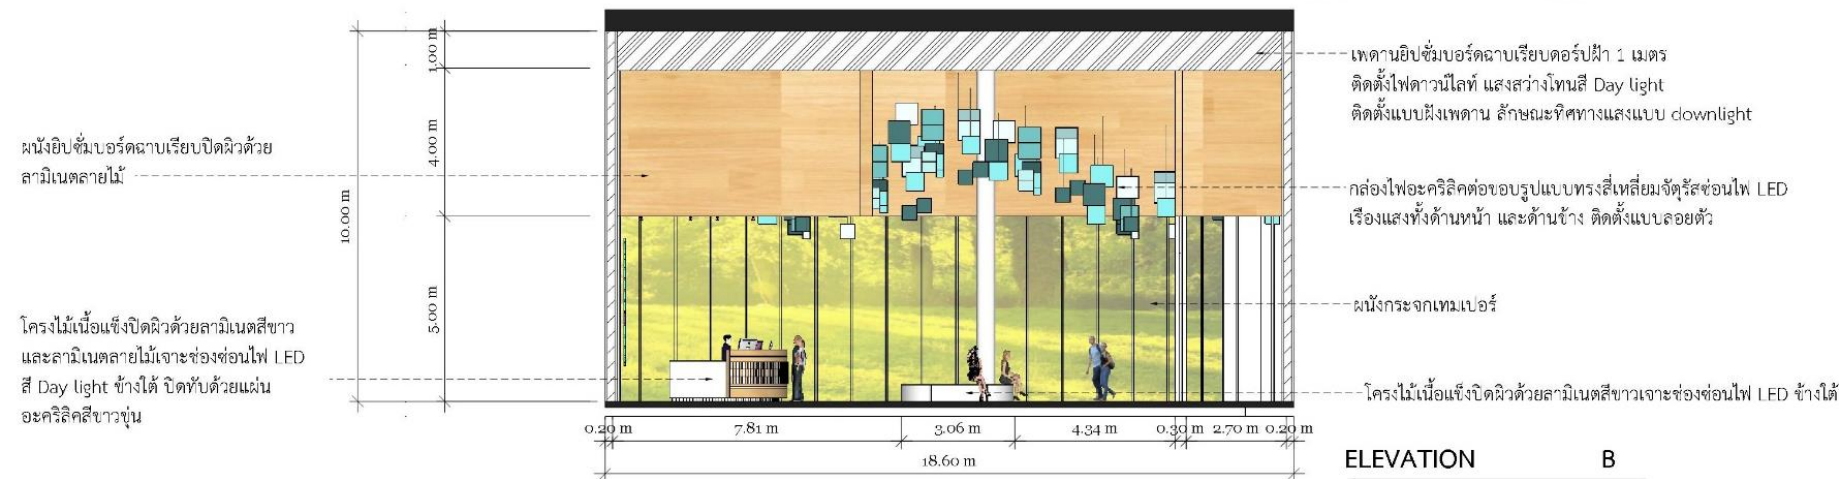 ผนังยิปซั่มบอร์ดฉาบเรียบปิดผิวด้วย
ลามิเนตลายไม้
โครงไม้เนื้อแข็งปิดผิวด้วยลามิเนตสีขาว
และลามิเนตลายไม้เจาะช่องซ่อนไฟ LED
สี Day light ข้างใต้ ปิดทับด้วยแผ่น
อะคริลิคสีขาวขุ่น
10.00 m
1.00 m
4.00 m
5.00 m
เพดานยิปซั่มบอร์ดฉาบเรียบดอร์ปฝ้า 1 เมตร
ติดตั้งไฟดาวน์ไลท์ แสงสว่างโทนสี Day light
ติดตั้งแบบฝังเพดาน ลักษณะทิศทางแสงแบบ downlight
กล่องไฟอะคริลิคต่อขอบรูปแบบทรงสี่เหลี่ยมจัตุรัสซ่อนไฟ LED
เรืองแสงทั้งด้านหน้า และด้านข้าง ติดตั้งแบบลอยตัว
ผนังกระจกเทมเปอร์
โครงไม้เนื้อแข็งปิดผิวด้วยลามิเนตสีขาวเจาะช่องซ่อนไฟ LED ข้างใต้
0.20 m 7.81 m 3.06 m 4.34 m 0.30 m 2.70 m 0.20 m
18.60 m
ELEVATION B